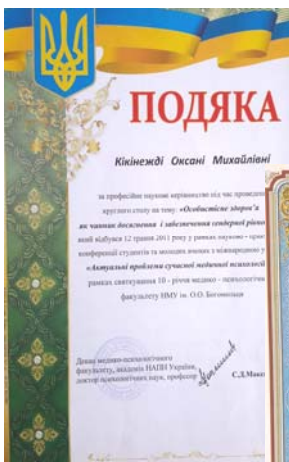 ПОДЯКА
Кікінежді Оксані Михайлівні
за професійне наукове керівництво під час проведен
круглого столу на тему: «Особистісне здоров'я
як чинник досягнення і забезпечення гендерної рівно
який відбувся 12 травня 2011 року у рамках науково - прак
конференції студентів та молодих вчених з міжнародною у
«Актуальні проблеми сучасної медичної психології
рамках святкування 10 - річчя медико - психологічн
факультету НМУ ім. О.О. Богомольця
Декан медико-психологічного
факультету, академік НАПН України,
доктор психологічних наук, професор
С.Д.Макс